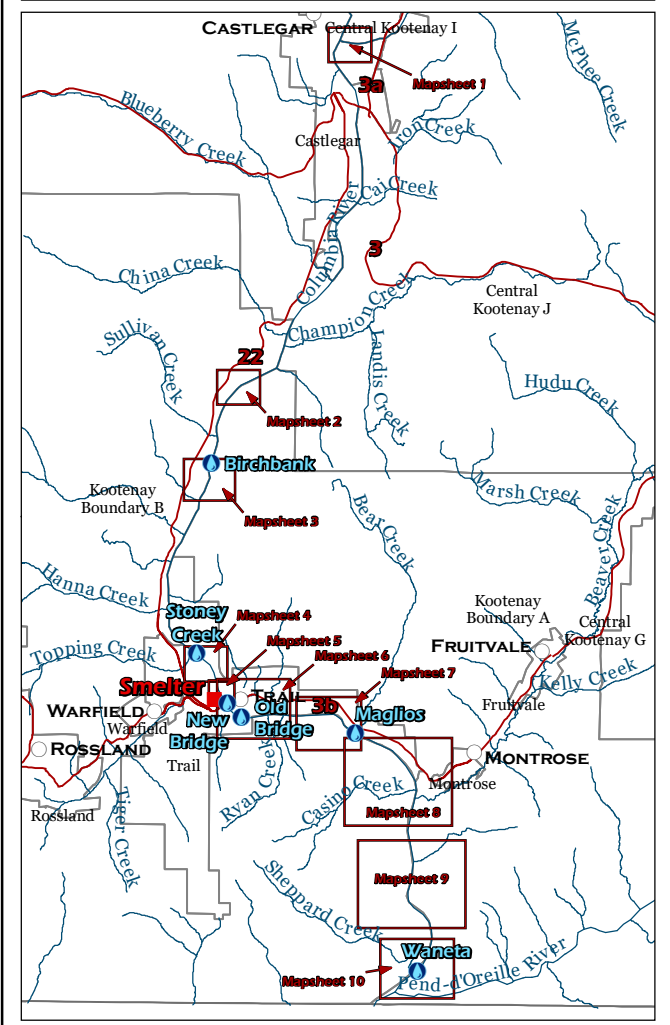 CASTLEGAR
Central Kootenay I
McPhee Creek
Mapsheet 1
3a
Blueberry Creek
Castlegar
Iron Creek
Cai Creek
Columbia River
3
China Creek
Central
Kootenay J
Champion Creek
Sullivan Creek
Landis Creek
22
Hudu Creek
Mapsheet 2
Birchbank
Marsh Creek
Kootenay
Boundary B
Mapsheet 3
Bear Creek
Beaver Creek
Hanna Creek
Stoney
Creek
Mapsheet 4
Kootenay
Boundary A
Central
Kootenay G
Topping Creek
Mapsheet 5
Mapsheet 6
FRUITVALE
Mapsheet 7
Kelly Creek
Smelter
TRAIL
3b
Old
Bridge
Maglios
Fruitvale
WARFIELD
Warfield
New
Bridge
ROSSLAND
MONTROSE
Trail
Ryan Creek
Casino Creek
Montrose
Tiger Creek
Rossland
Mapsheet 8
Sheppard Creek
Mapsheet 9
Waneta
Mapsheet 10
Pend-d'Oreille River